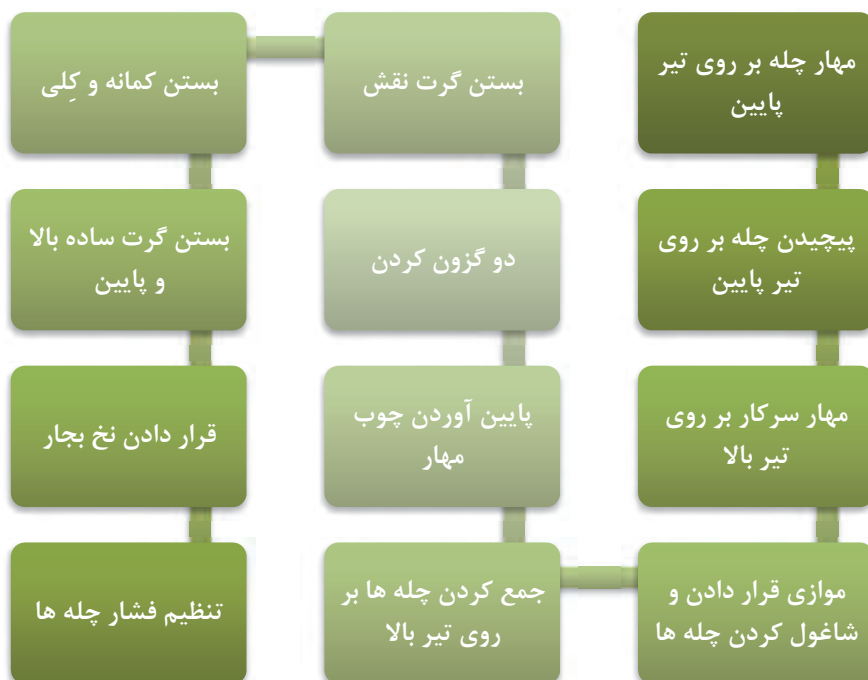 مهار چله بر روی تیر
پایین
پیچیدن چله بر روی
تیر پایین
مهار سرکار بر روی
تیر بالا
موازی قرار دادن و
شاغول کردن چله ها
جمع کردن چله ها بر
روی تیر بالا
پایین آوردن چوب
مهار
دو گزون کردن
بستن گرت نقش
بستن کمانه و کِلی
بستن گرت ساده بالا
و پایین
قرار دادن نخ بجار
تنظیم فشار چله ها